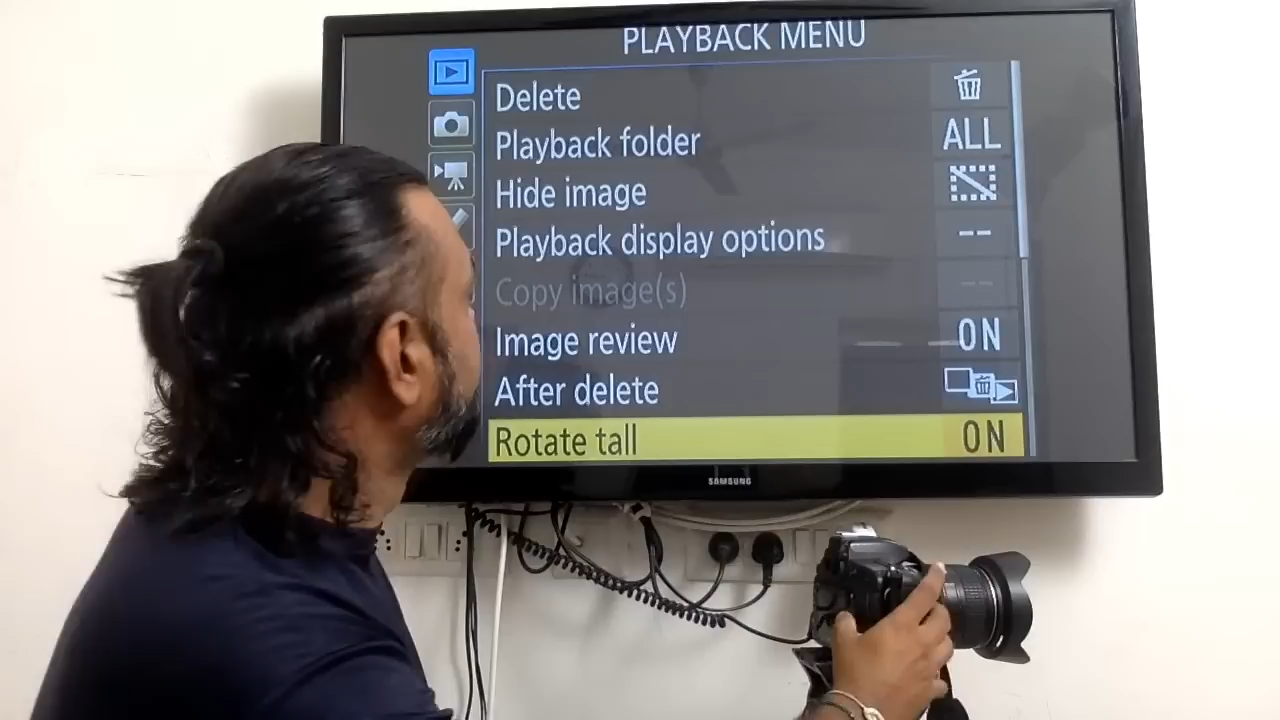 PLAYBACK MENU
Delete
Playback folder ALL
Hide image
Playback display options --
Copy image(s) --
Image review ON
After delete
Rotate tall ON
SAMSUNG